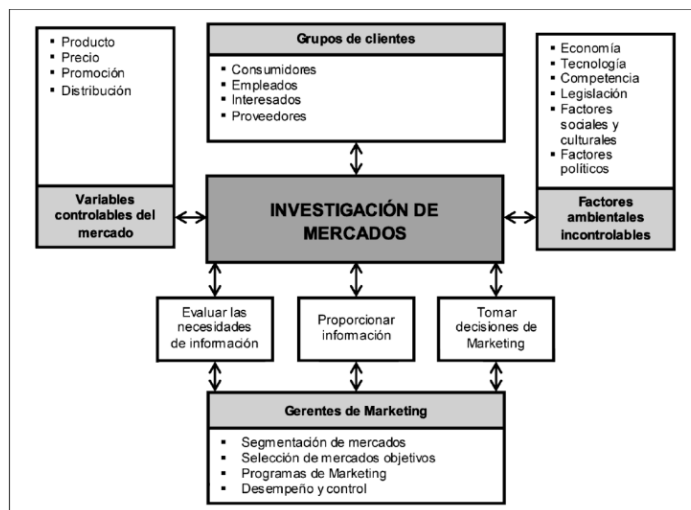 ▪ Producto
▪ Precio
▪ Promoción
▪ Distribución
Variables
controlables del
mercado
Grupos de clientes
▪ Consumidores
▪ Empleados
▪ Interesados
▪ Proveedores
▪ Economía
▪ Tecnología
▪ Competencia
▪ Legislación
▪ Factores
sociales y
culturales
▪ Factores
políticos
Factores
ambientales
incontrolables
INVESTIGACIÓN DE
MERCADOS
Evaluar las
necesidades
de información
Proporcionar
información
Tomar
decisiones de
Marketing
Gerentes de Marketing
▪ Segmentación de mercados
▪ Selección de mercados objetivos
▪ Programas de Marketing
▪ Desempeño y control